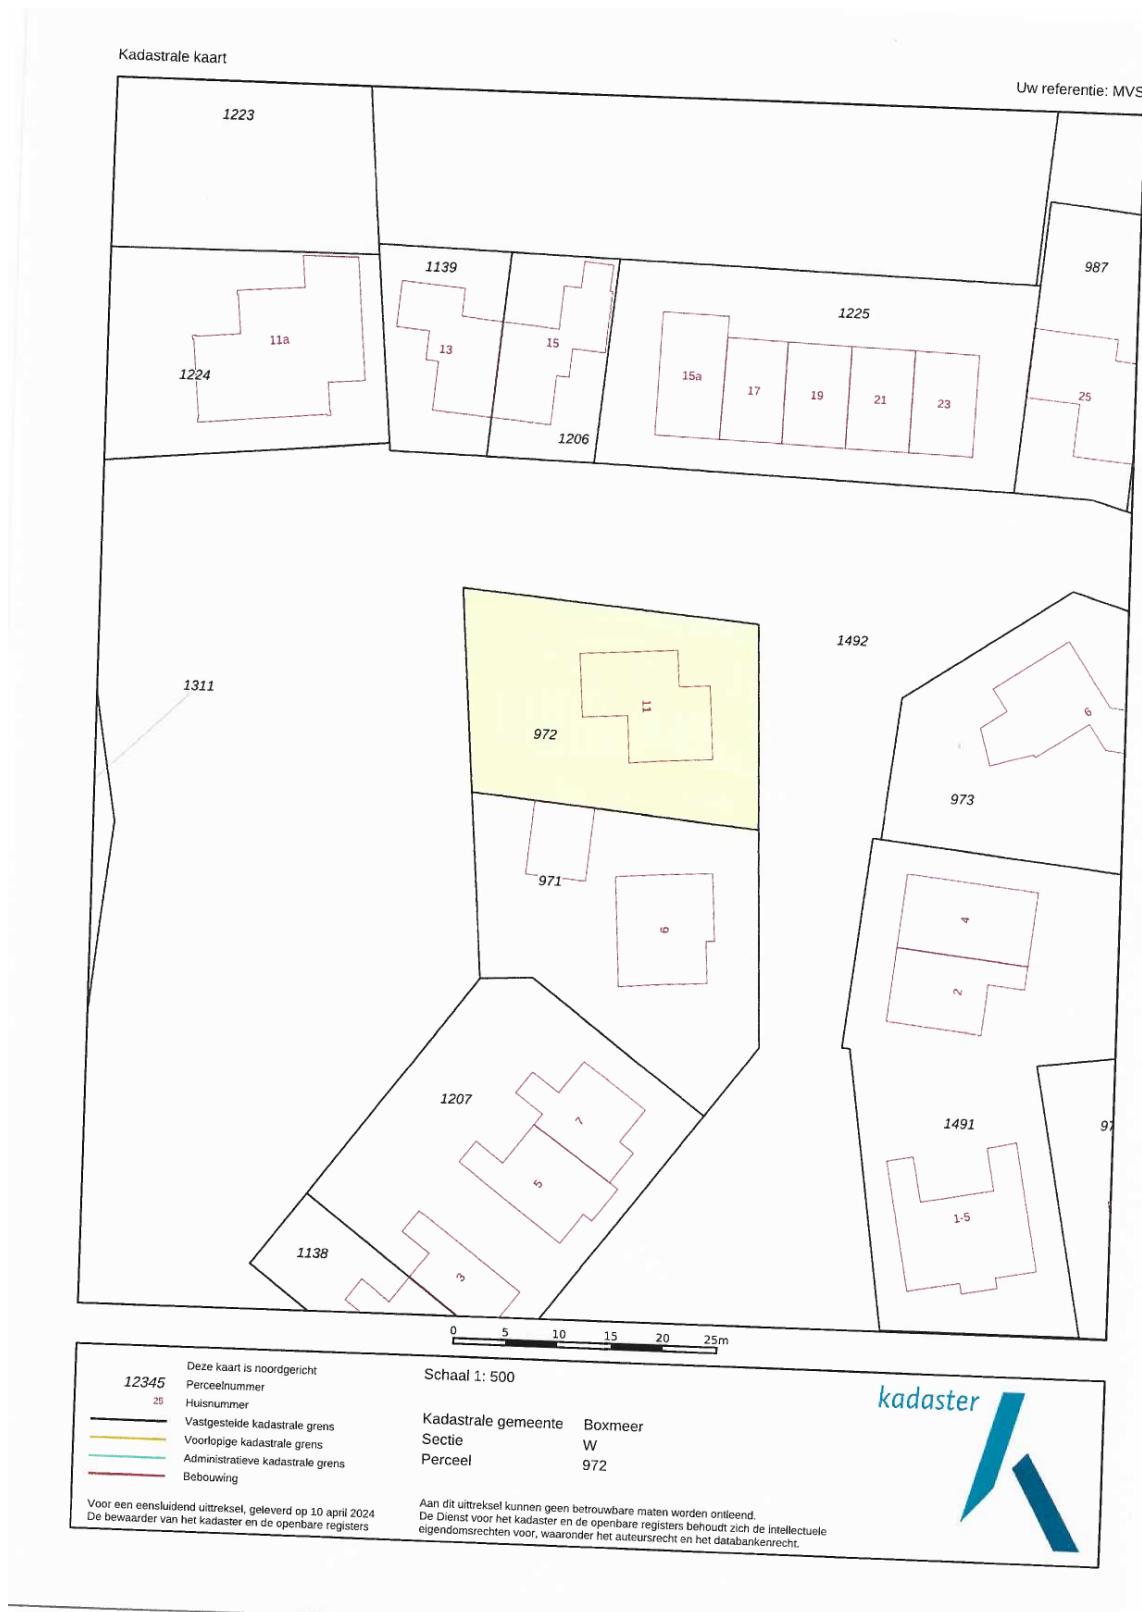 Kadastrale kaart
Uw referentie: MVS
1223
1139
987
1225
11a
13
15
15a
17
19
21
23
25
1224
1206
1492
1311
11
972
6
973
971
6
4
2
1207
7
1491
97
5
1-5
1138
3
0 5 10 15 20 25m
Deze kaart is noordgericht
12345 Perceelnummer
25 Huisnummer
Vastgestelde kadastrale grens
Voorlopige kadastrale grens
Administratieve kadastrale grens
Bebouwing
Schaal 1: 500
Kadastrale gemeente Boxmeer
Sectie W
Perceel 972
kadaster
Voor een eensluidend uittreksel, geleverd op 10 april 2024
De bewaarder van het kadaster en de openbare registers
Aan dit uittreksel kunnen geen betrouwbare maten worden ontleend.
De Dienst voor het kadaster en de openbare registers behoudt zich de intellectuele
eigendomsrechten voor, waaronder het auteursrecht en het databankenrecht.